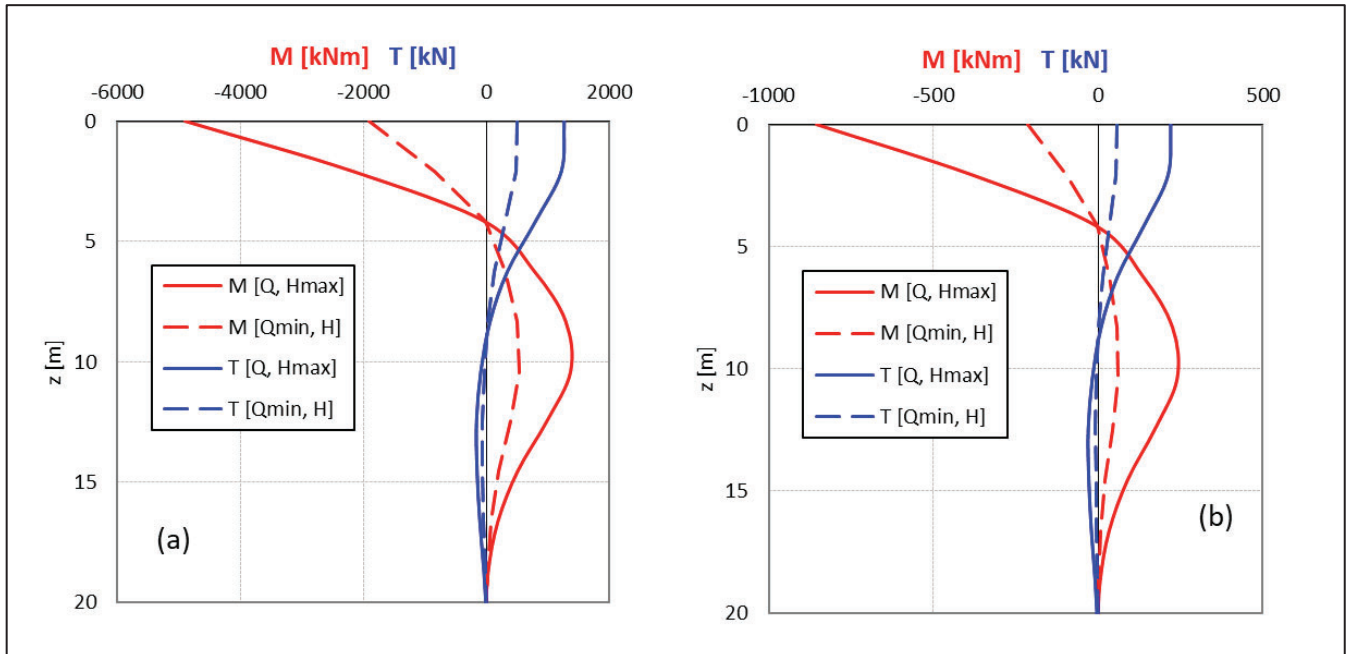 M [kNm] T [kN]
-6000 -4000 -2000 0 2000
0
5
10
15
20
z [m]
M [Q, Hmax]
M [Qmin, H]
T [Q, Hmax]
T [Qmin, H]
(a)
M [kNm] T [kN]
-1000 -500 0 500
0
5
10
15
20
z [m]
M [Q, Hmax]
M [Qmin, H]
T [Q, Hmax]
T [Qmin, H]
(b)